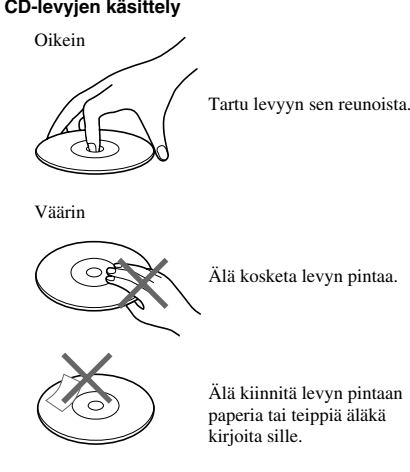 CD-levyjen käsittely
Oikein
Tartu levyyn sen reunoista.
Väärin
Älä kosketa levyn pintaa.
Älä kiinnitä levyn pintaan
paperia tai teippiä äläkä
kirjoita sille.